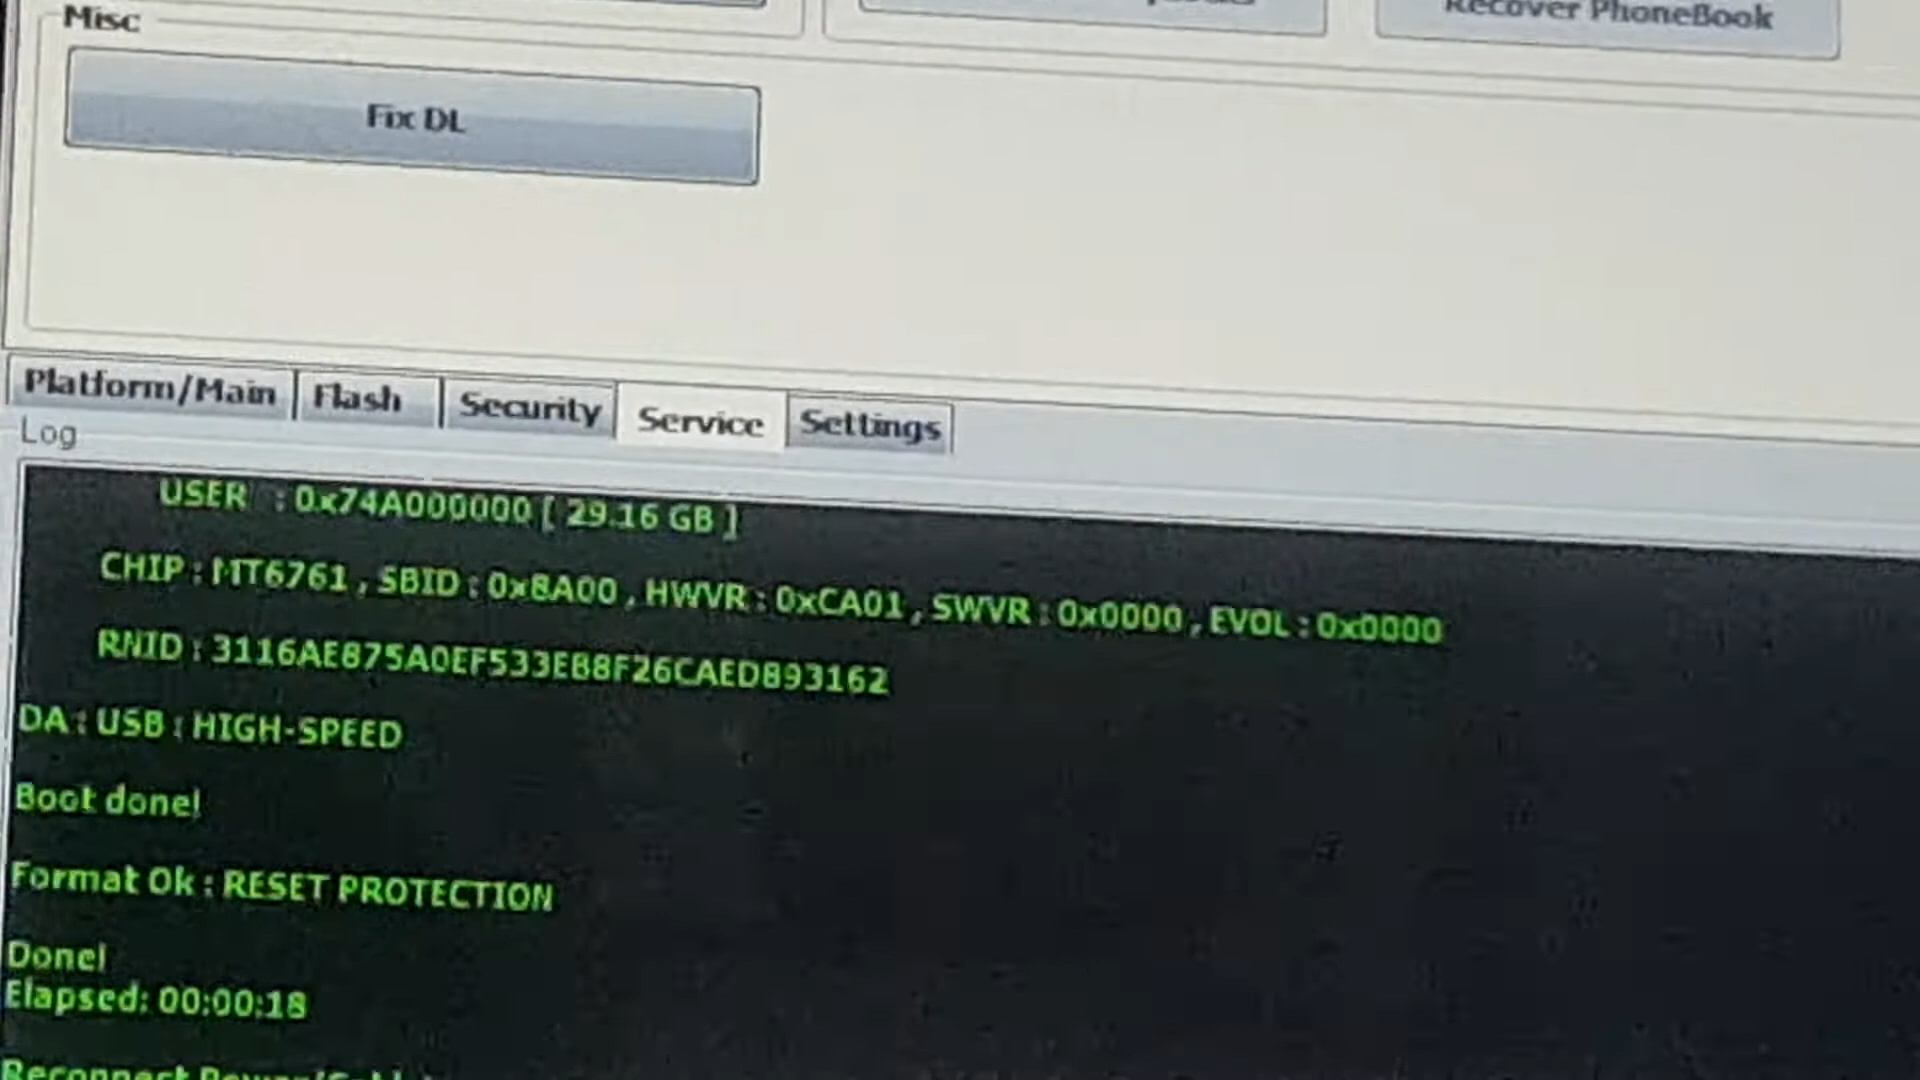 Misc
Recover PhoneBook
Fix DL
Platform/Main
Flash
Security
Service
Settings
Log
USER : 0x74A000000 [ 29.16 GB ]
CHIP : MT6761 , SBID : 0x8A00 , HWVR : 0xCA01 , SWVR : 0x0000 , EVOL : 0x0000
RNID : 3116AE875A0EF533EB8F26CAEDB93162
DA : USB : HIGH-SPEED
Boot done!
Format Ok : RESET PROTECTION
Done!
Elapsed: 00:00:18
Reconnect